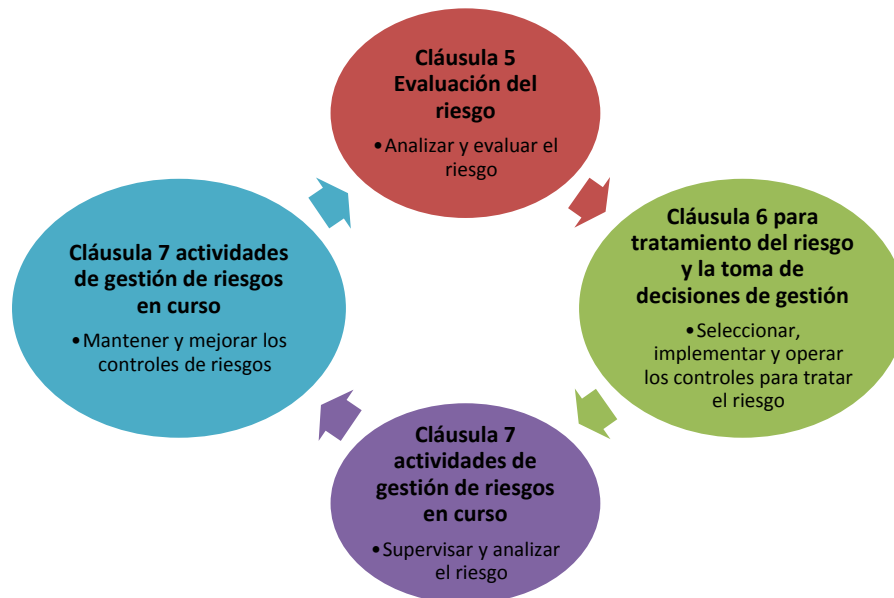 Cláusula 5
Evaluación del
riesgo
•Analizar y evaluar el
riesgo
Cláusula 6 para
tratamiento del riesgo
y la toma de
decisiones de gestión
•Seleccionar,
implementar y operar
los controles para tratar
el riesgo
Cláusula 7
actividades de
gestión de riesgos
en curso
•Supervisar y analizar
el riesgo
Cláusula 7 actividades
de gestión de riesgos
en curso
•Mantener y mejorar los
controles de riesgos